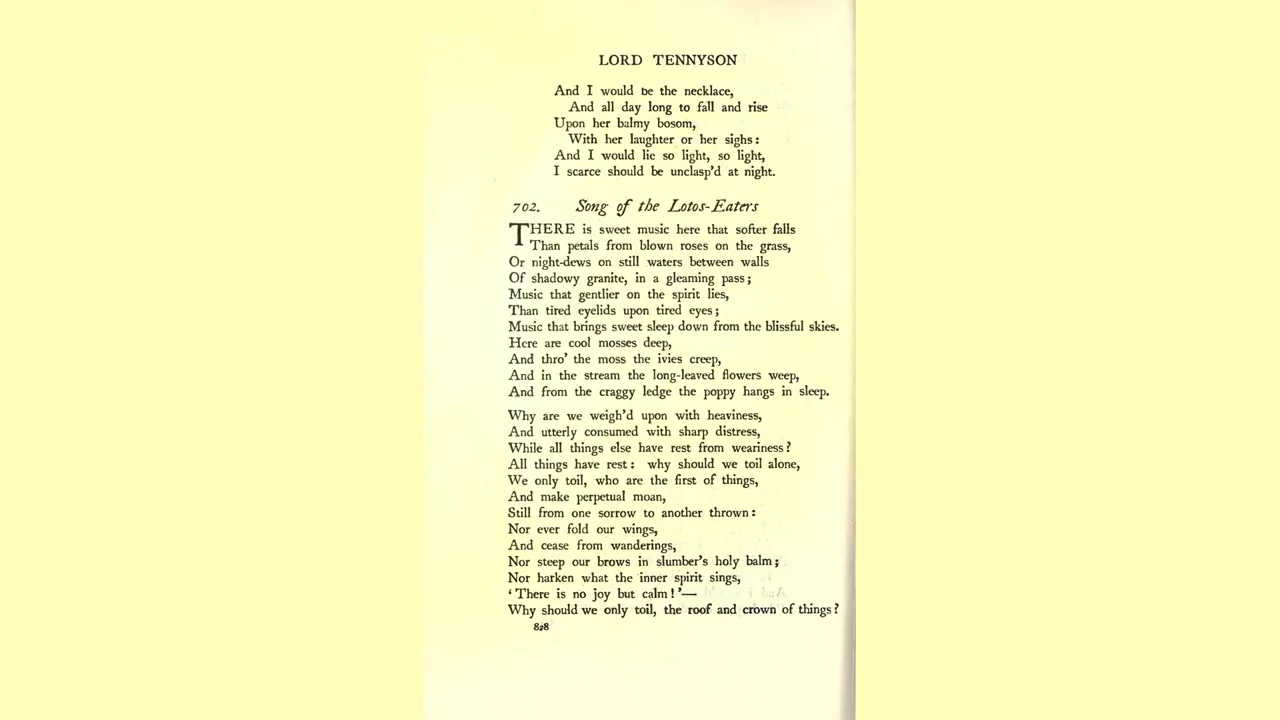 LORD TENNYSON
And I would be the necklace,
And all day long to fall and rise
Upon her balmy bosom,
With her laughter or her sighs:
And I would lie so light, so light,
I scarce should be unclasp'd at night.
702. Song of the Lotos-Eaters
THERE is sweet music here that softer falls
Than petals from blown roses on the grass,
Or night-dews on still waters between walls
Of shadowy granite, in a gleaming pass;
Music that gentlier on the spirit lies,
Than tired eyelids upon tired eyes;
Music that brings sweet sleep down from the blissful skies.
Here are cool mosses deep,
And thro' the moss the ivies creep,
And in the stream the long-leaved flowers weep,
And from the craggy ledge the poppy hangs in sleep.
Why are we weigh'd upon with heaviness,
And utterly consumed with sharp distress,
While all things else have rest from weariness?
All things have rest: why should we toil alone,
We only toil, who are the first of things,
And make perpetual moan,
Still from one sorrow to another thrown:
Nor ever fold our wings,
And cease from wanderings,
Nor steep our brows in slumber's holy balm;
Nor harken what the inner spirit sings,
'There is no joy but calm!'—
Why should we only toil, the roof and crown of things?
828